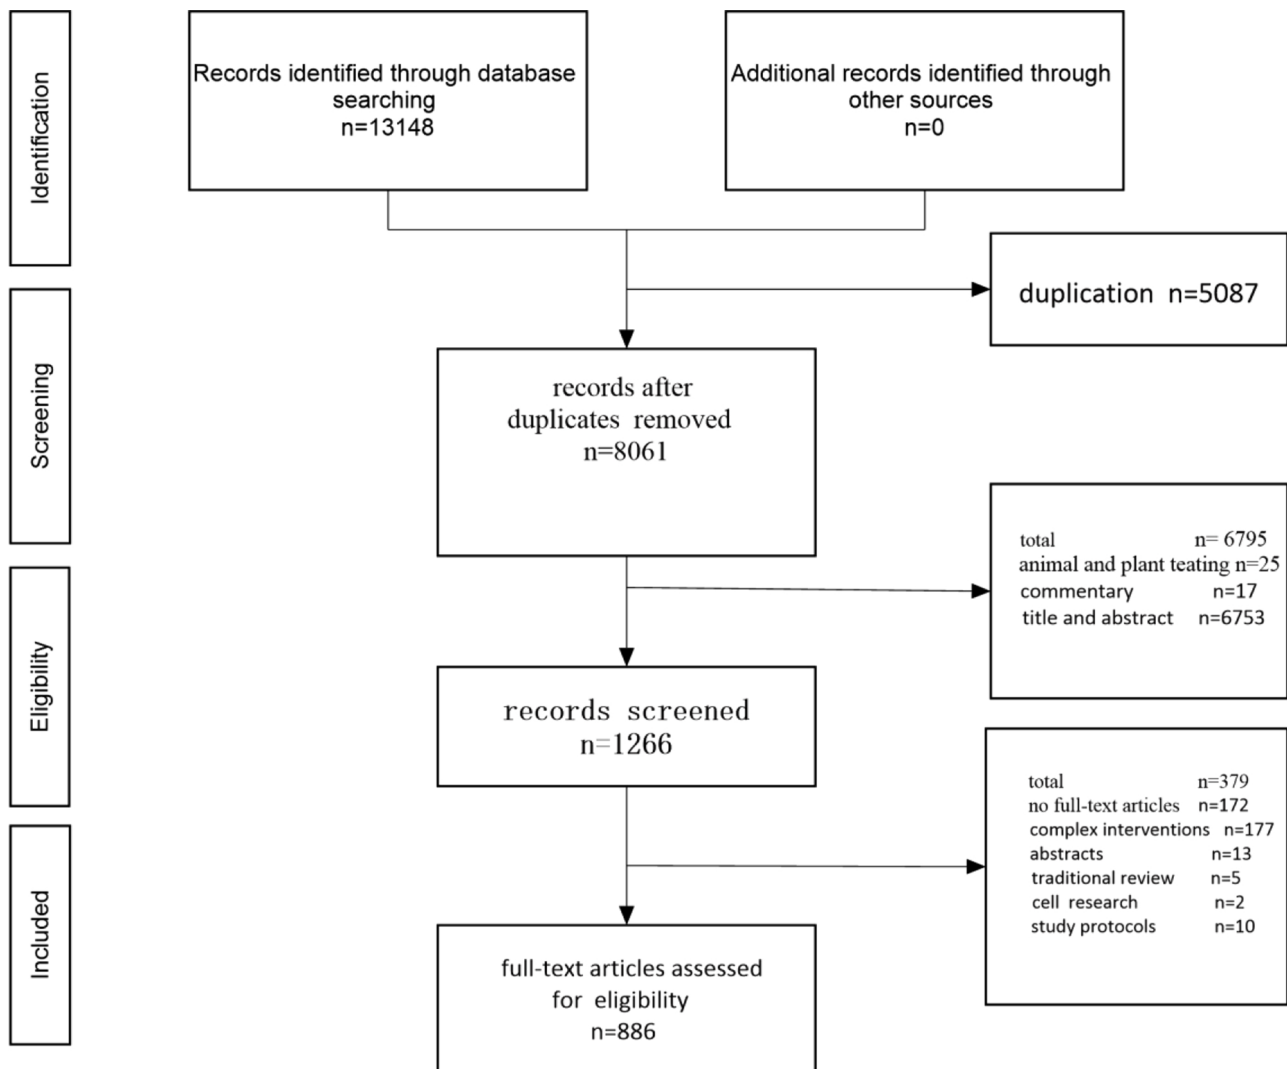 Identification
Records identified through database
searching
n=13148
Additional records identified through
other sources
n=0
duplication n=5087
Screening
records after
duplicates removed
n=8061
total n= 6795
animal and plant teating n=25
commentary n=17
title and abstract n=6753
Eligibility
records screened
n=1266
total n=379
no full-text articles n=172
complex interventions n=177
abstracts n=13
traditional review n=5
cell research n=2
study protocols n=10
Included
full-text articles assessed
for eligibility
n=886